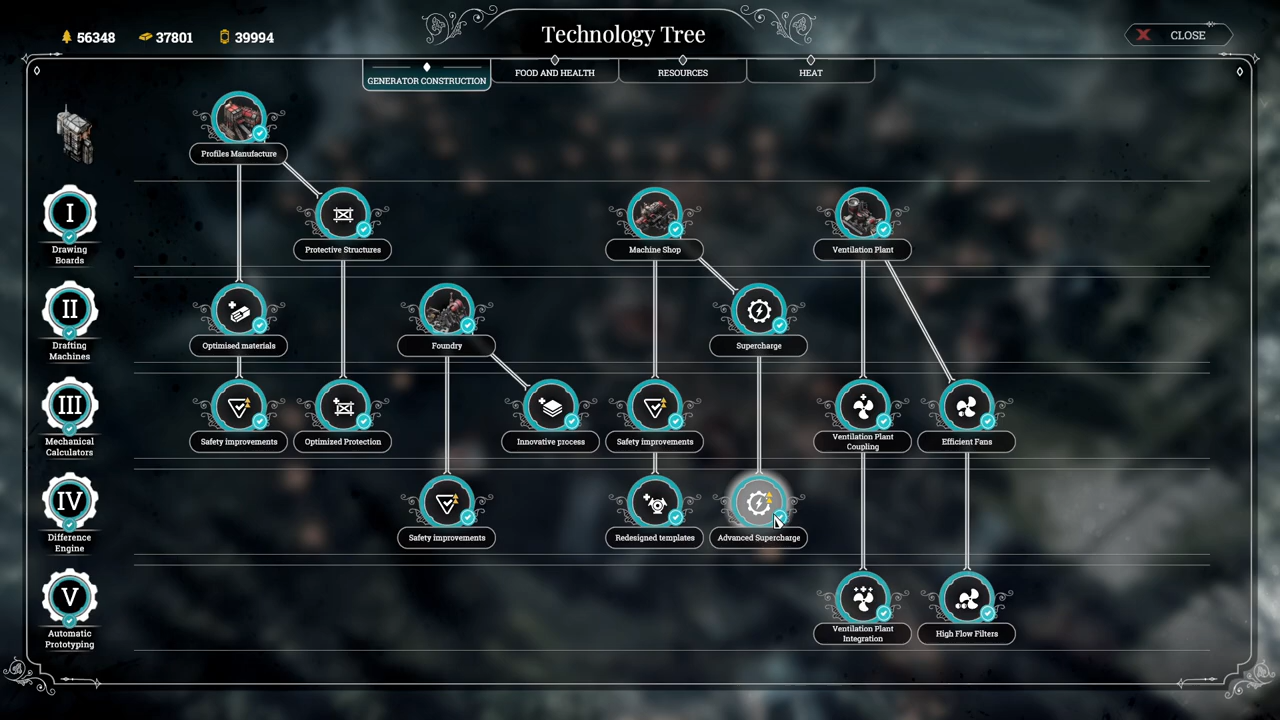 56348 37801 39994
Technology Tree
CLOSE
GENERATOR CONSTRUCTION
FOOD AND HEALTH
RESOURCES
HEAT
Profiles Manufacture
I
Drawing
Boards
Protective Structures
Machine Shop
Ventilation Plant
II
Drafting
Machines
Optimised materials
Foundry
Supercharge
III
Mechanical
Calculators
Safety improvements
Optimized Protection
Innovative process
Safety improvements
Ventilation Plant
Coupling
Efficient Fans
IV
Difference
Engine
Safety improvements
Redesigned templates
Advanced Supercharge
V
Automatic
Prototyping
Ventilation Plant
Integration
High Flow Filters